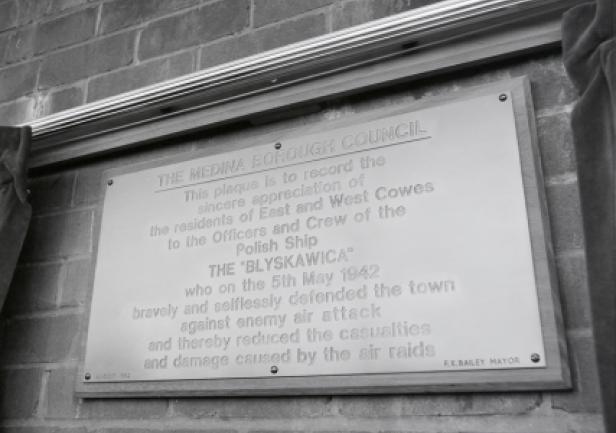 THE MEDINA BOROUGH COUNCIL
This plaque is to record the
sincere appreciation of
the residents of East and West Cowes
to the Officers and Crew of the
Polish Ship
THE "BLYSKAWICA"
who on the 5th May 1942
bravely and selflessly defended the town
against enemy air attack
and thereby reduced the casualties
and damage caused by the air raids
F.E. BAILEY MAYOR